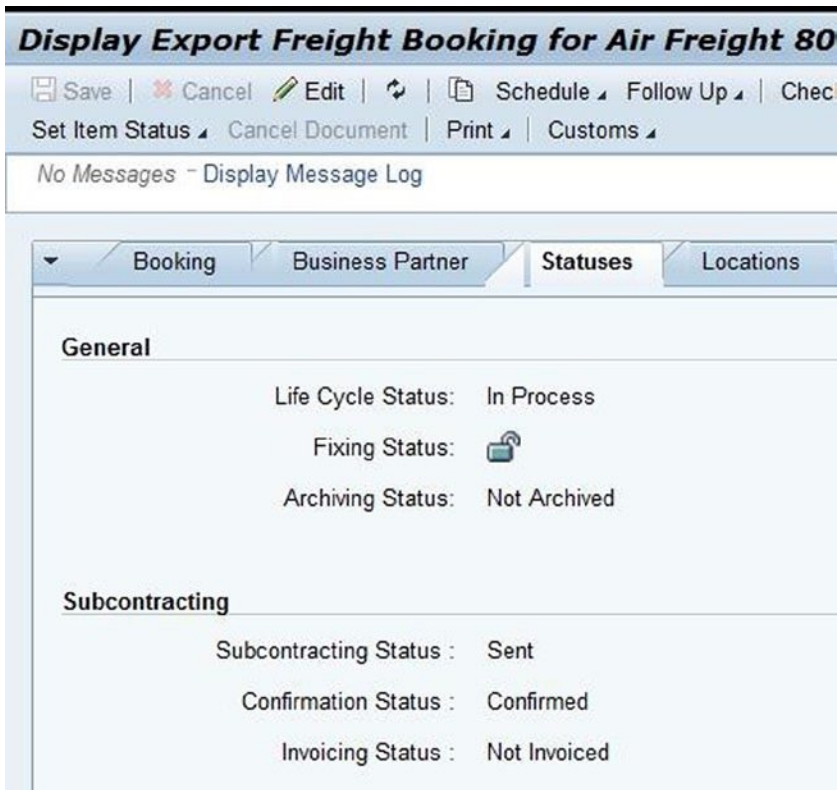 Display Export Freight Booking for Air Freight 80
Save | Cancel Edit | | Schedule Follow Up | Chec
Set Item Status Cancel Document | Print | Customs
No Messages - Display Message Log
Booking Business Partner Statuses Locations
General
Life Cycle Status: In Process
Fixing Status:
Archiving Status: Not Archived
Subcontracting
Subcontracting Status : Sent
Confirmation Status : Confirmed
Invoicing Status : Not Invoiced